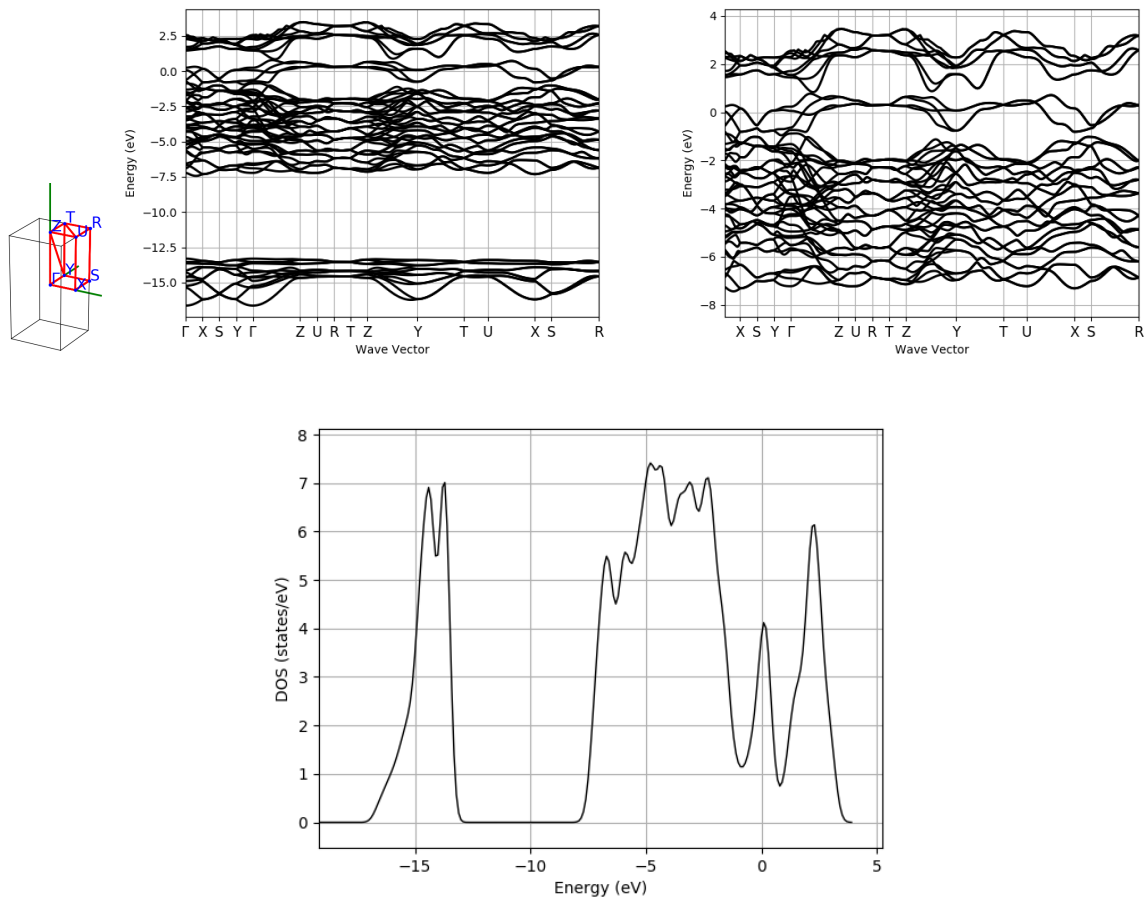 Z T U R
Γ Y X S
Energy (eV)
2.5
0.0
−2.5
−5.0
−7.5
−10.0
−12.5
−15.0
Γ X S Y Γ Z U R T Z Y T U X S R
Wave Vector
Energy (eV)
4
2
0
−2
−4
−6
−8
X S Y Γ Z U R T Z Y T U X S R
Wave Vector
DOS (states/eV)
8
7
6
5
4
3
2
1
0
−15 −10 −5 0 5
Energy (eV)